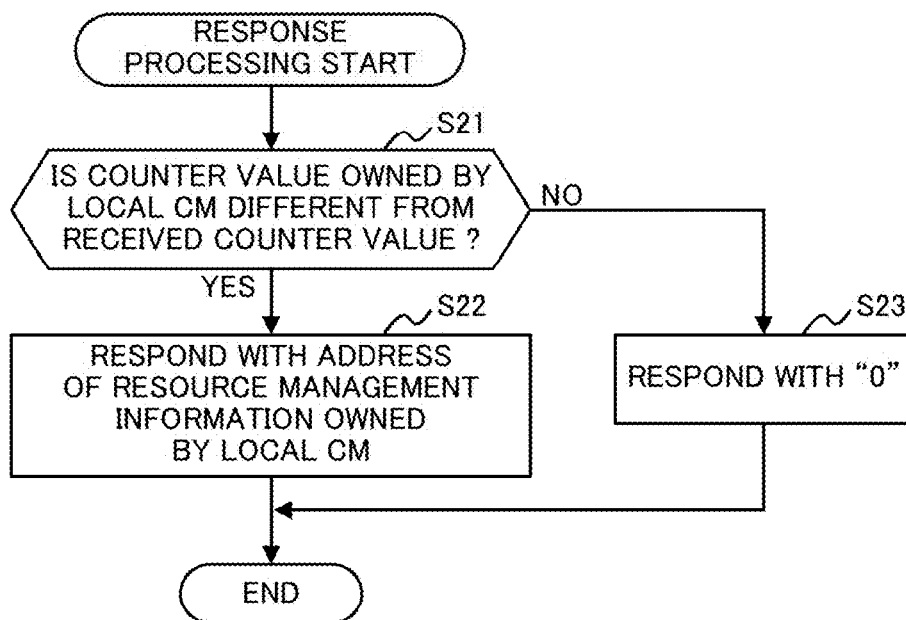 RESPONSE
PROCESSING START
S21
IS COUNTER VALUE OWNED BY
LOCAL CM DIFFERENT FROM
RECEIVED COUNTER VALUE ?
NO
YES
S22
RESPOND WITH ADDRESS
OF RESOURCE MANAGEMENT
INFORMATION OWNED
BY LOCAL CM
S23
RESPOND WITH “0”
END